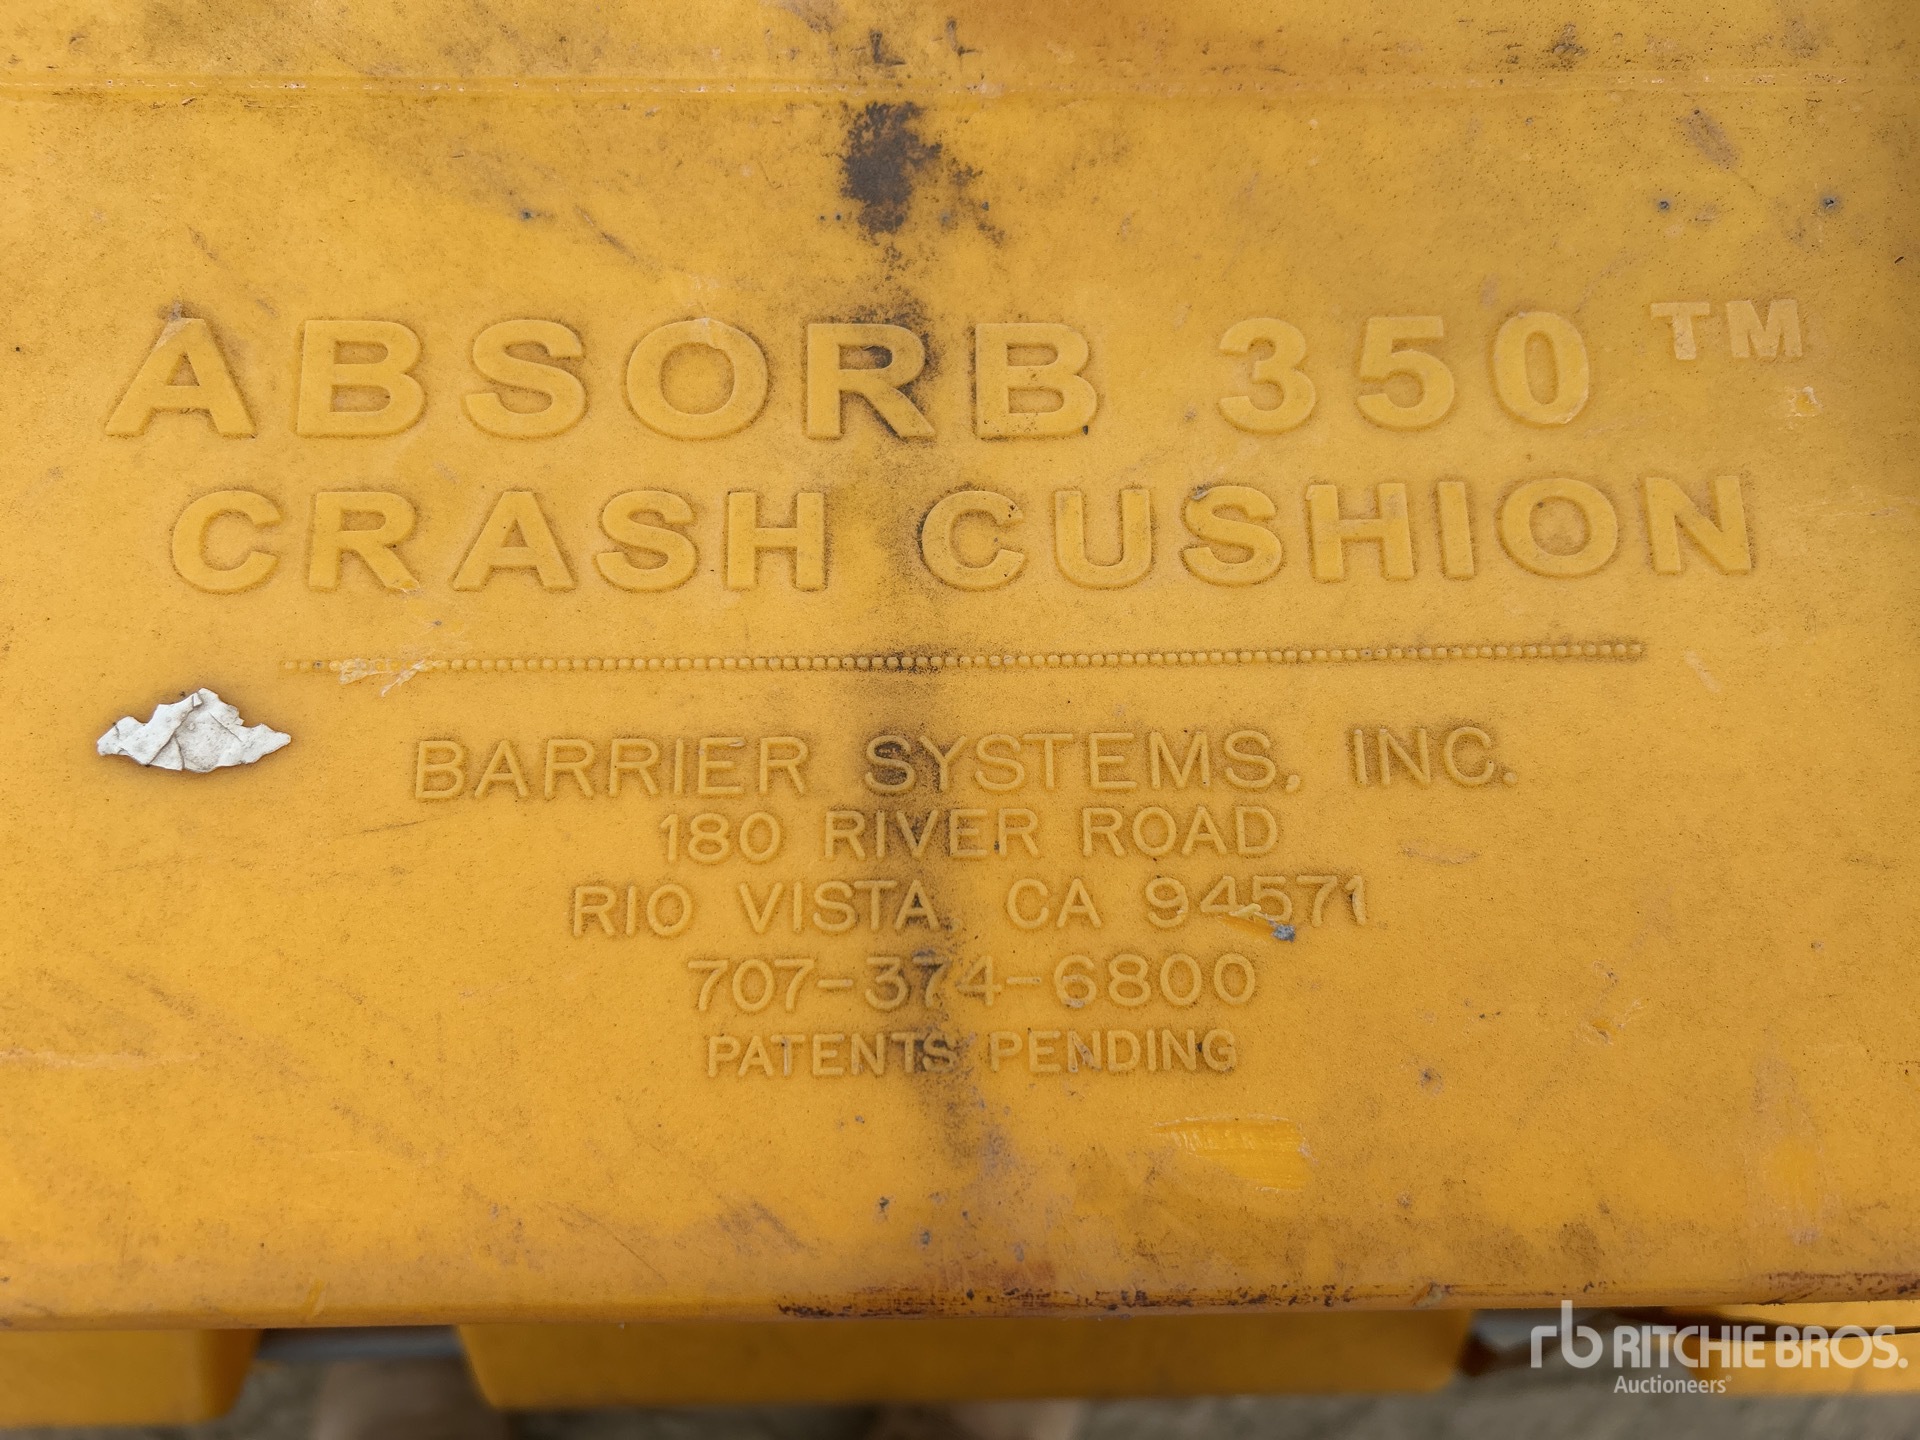 ABSORB 350 ™
CRASH CUSHION
BARRIER SYSTEMS, INC.
180 RIVER ROAD
RIO VISTA, CA 94571
707-374-6800
PATENTS PENDING
rb RITCHIE BROS.
Auctioneers®